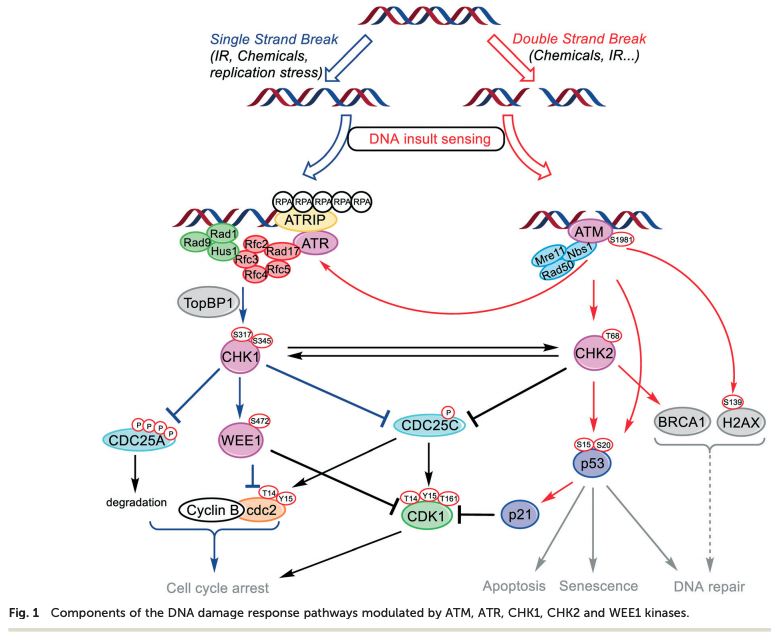 Single Strand Break
(IR, Chemicals,
replication stress)
Double Strand Break
(Chemicals, IR...)
DNA insult sensing
RPA RPA RPA RPA RPA
ATRIP
ATR
Rad1
Rad9
Hus1
Rfc2
Rad17
Rfc3
Rfc4
Rfc5
ATM
S1981
Mre11
Nbs1
Rad50
TopBP1
S317
S345
CHK1
T68
CHK2
P P P P
CDC25A
S472
WEE1
P
CDC25C
S139
BRCA1
H2AX
S15 S20
p53
degradation
T14
Y15
Cyclin B
cdc2
T14 Y15 T161
CDK1
p21
Cell cycle arrest
Apoptosis
Senescence
DNA repair
Fig. 1 Components of the DNA damage response pathways modulated by ATM, ATR, CHK1, CHK2 and WEE1 kinases.